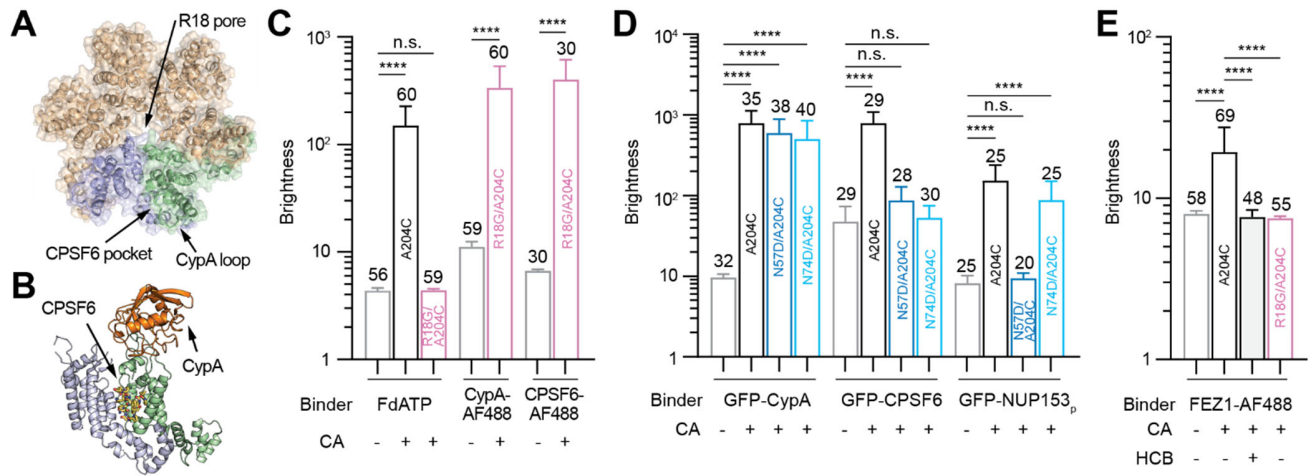 A
R18 pore
CPSF6 pocket
CypA loop
B
CPSF6
CypA
C
Brightness
10³
10²
10
1
n.s.
****
****
****
56
60
59
59
60
30
30
A204C
R18G/
A204C
R18G/A204C
R18G/A204C
Binder
FdATP
CypA-
AF488
CPSF6-
AF488
CA
- + + - + - +
D
Brightness
10⁴
10³
10²
10
1
****
****
****
n.s.
n.s.
****
****
n.s.
****
32
35
38
40
29
29
28
30
25
25
20
25
A204C
N57D/A204C
N74D/A204C
A204C
N57D/A204C
N74D/A204C
A204C
N57D/
A204C
N74D/A204C
Binder
GFP-CypA
GFP-CPSF6
GFP-NUP153p
CA
- + + + - + + + - + + +
E
Brightness
10²
10
1
****
****
****
58
69
48
55
A204C
R18G/A204C
Binder
FEZ1-AF488
CA
- + + +
HCB
- - + -